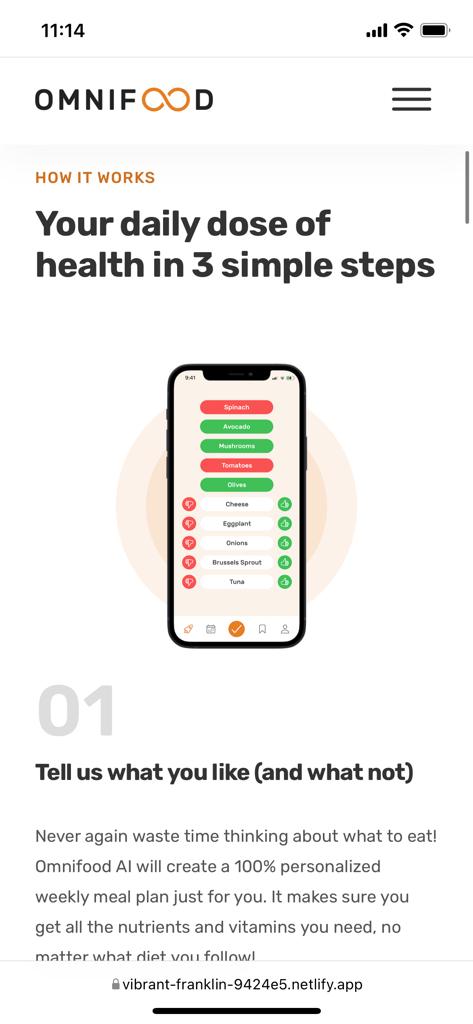 11:14
OMNIFOOD
HOW IT WORKS
Your daily dose of
health in 3 simple steps
9:41
Spinach
Avocado
Mushrooms
Tomatoes
Olives
Cheese
Eggplant
Onions
Brussels Sprout
Tuna
01
Tell us what you like (and what not)
Never again waste time thinking about what to eat!
Omnifood AI will create a 100% personalized
weekly meal plan just for you. It makes sure you
get all the nutrients and vitamins you need, no
matter what diet you follow!
vibrant-franklin-9424e5.netlify.app